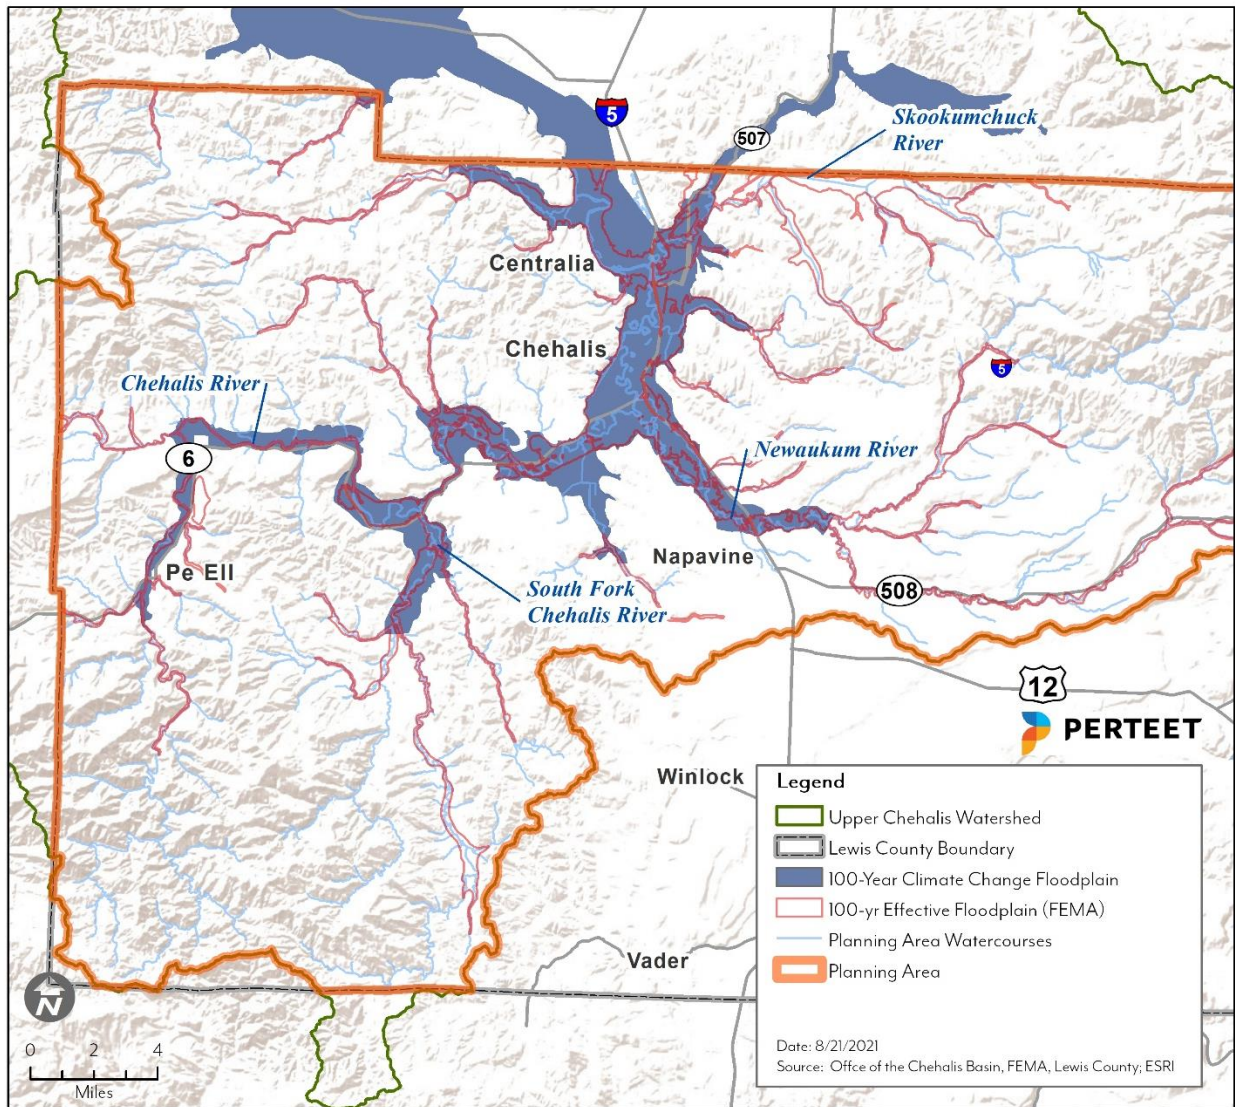 5
507
Skookumchuck
River
Centralia
Chehalis
5
Chehalis River
6
Newaukum River
Pe Ell
Napavine
508
South Fork
Chehalis River
12
PERTEET
Winlock
Vader
Legend
Upper Chehalis Watershed
Lewis County Boundary
100-Year Climate Change Floodplain
100-yr Effective Floodplain (FEMA)
Planning Area Watercourses
Planning Area
Date: 8/21/2021
Source: Offce of the Chehalis Basin, FEMA, Lewis County; ESRI
N
0 2 4
Miles